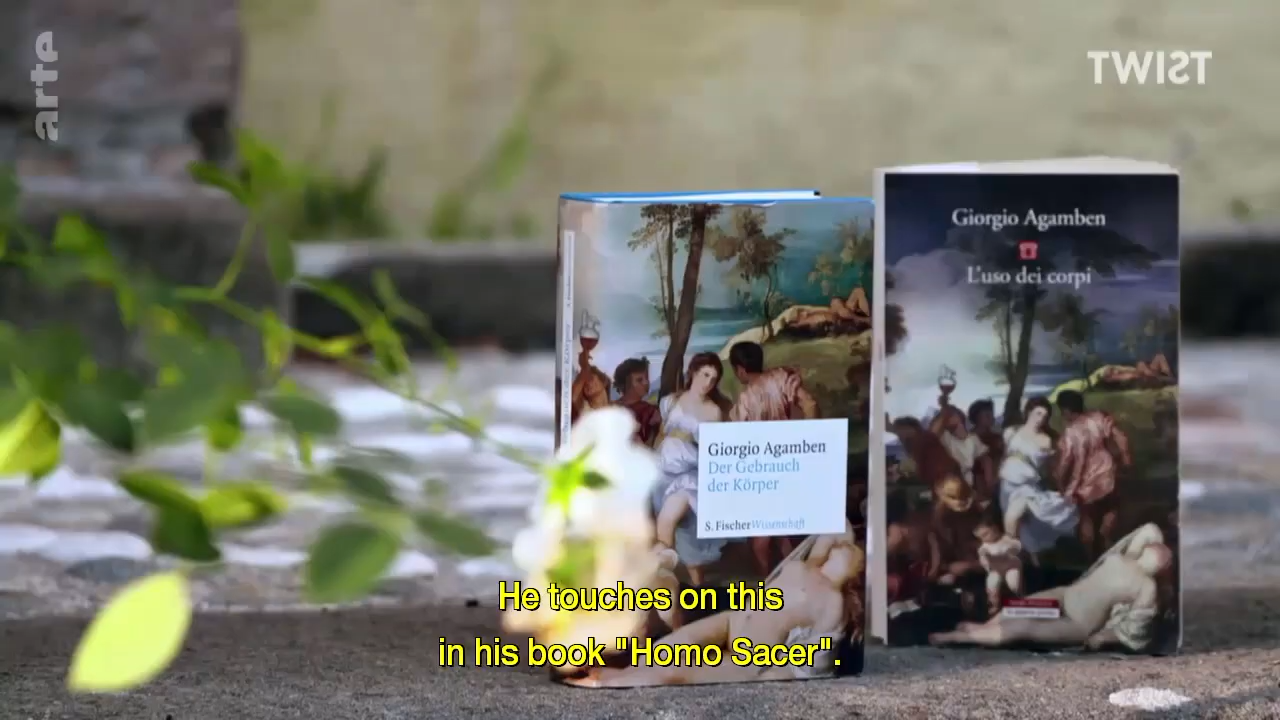 arte
TWIST
Giorgio Agamben
L'uso dei corpi
Giorgio Agamben
Der Gebrauch
der Körper
S. Fischer Wissenschaft
He touches on this
in his book "Homo Sacer".